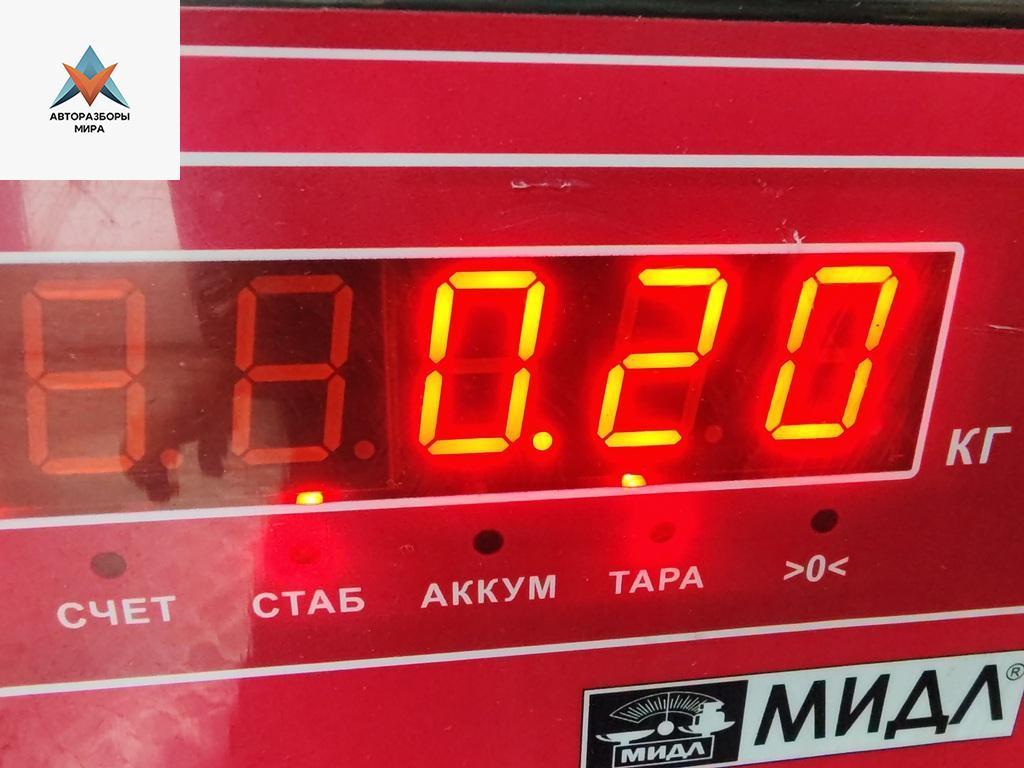 АВТОРАЗБОРЫ
МИРА
0.20
КГ
СЧЕТ СТАБ АККУМ ТАРА >0<
МИДЛ МИДЛ®